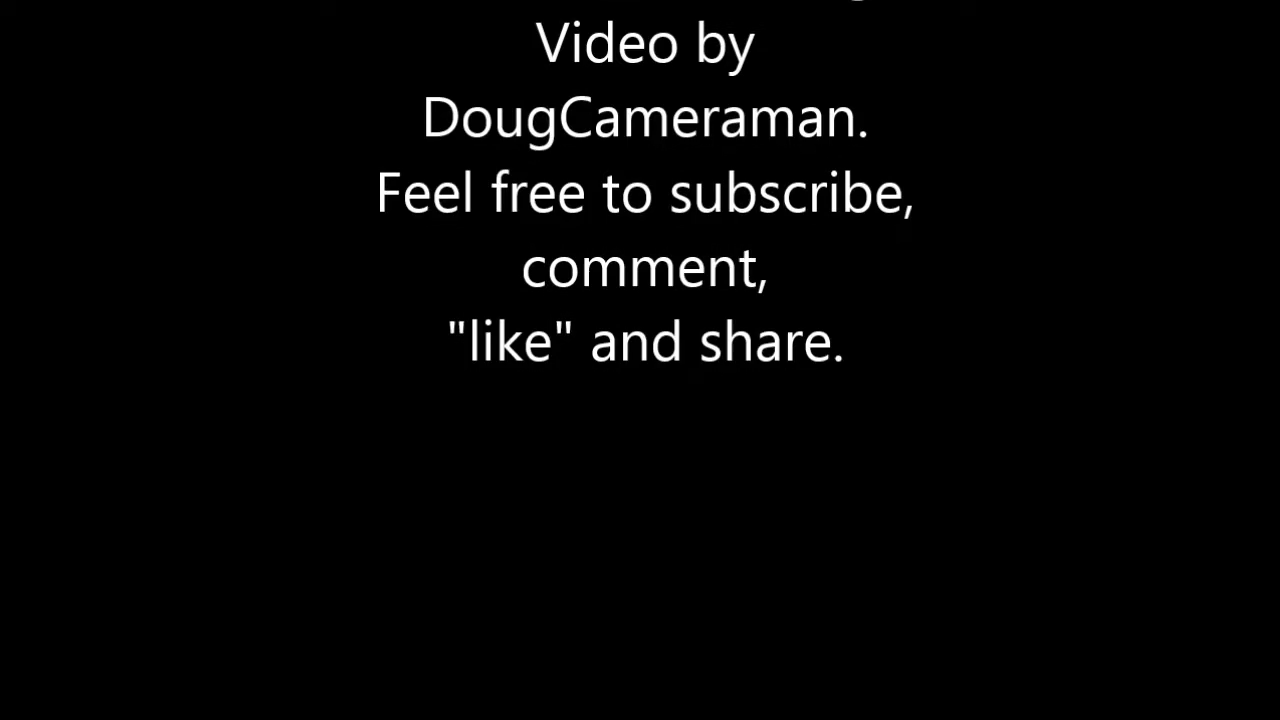 Video by
DougCameraman.
Feel free to subscribe,
comment,
"like" and share.